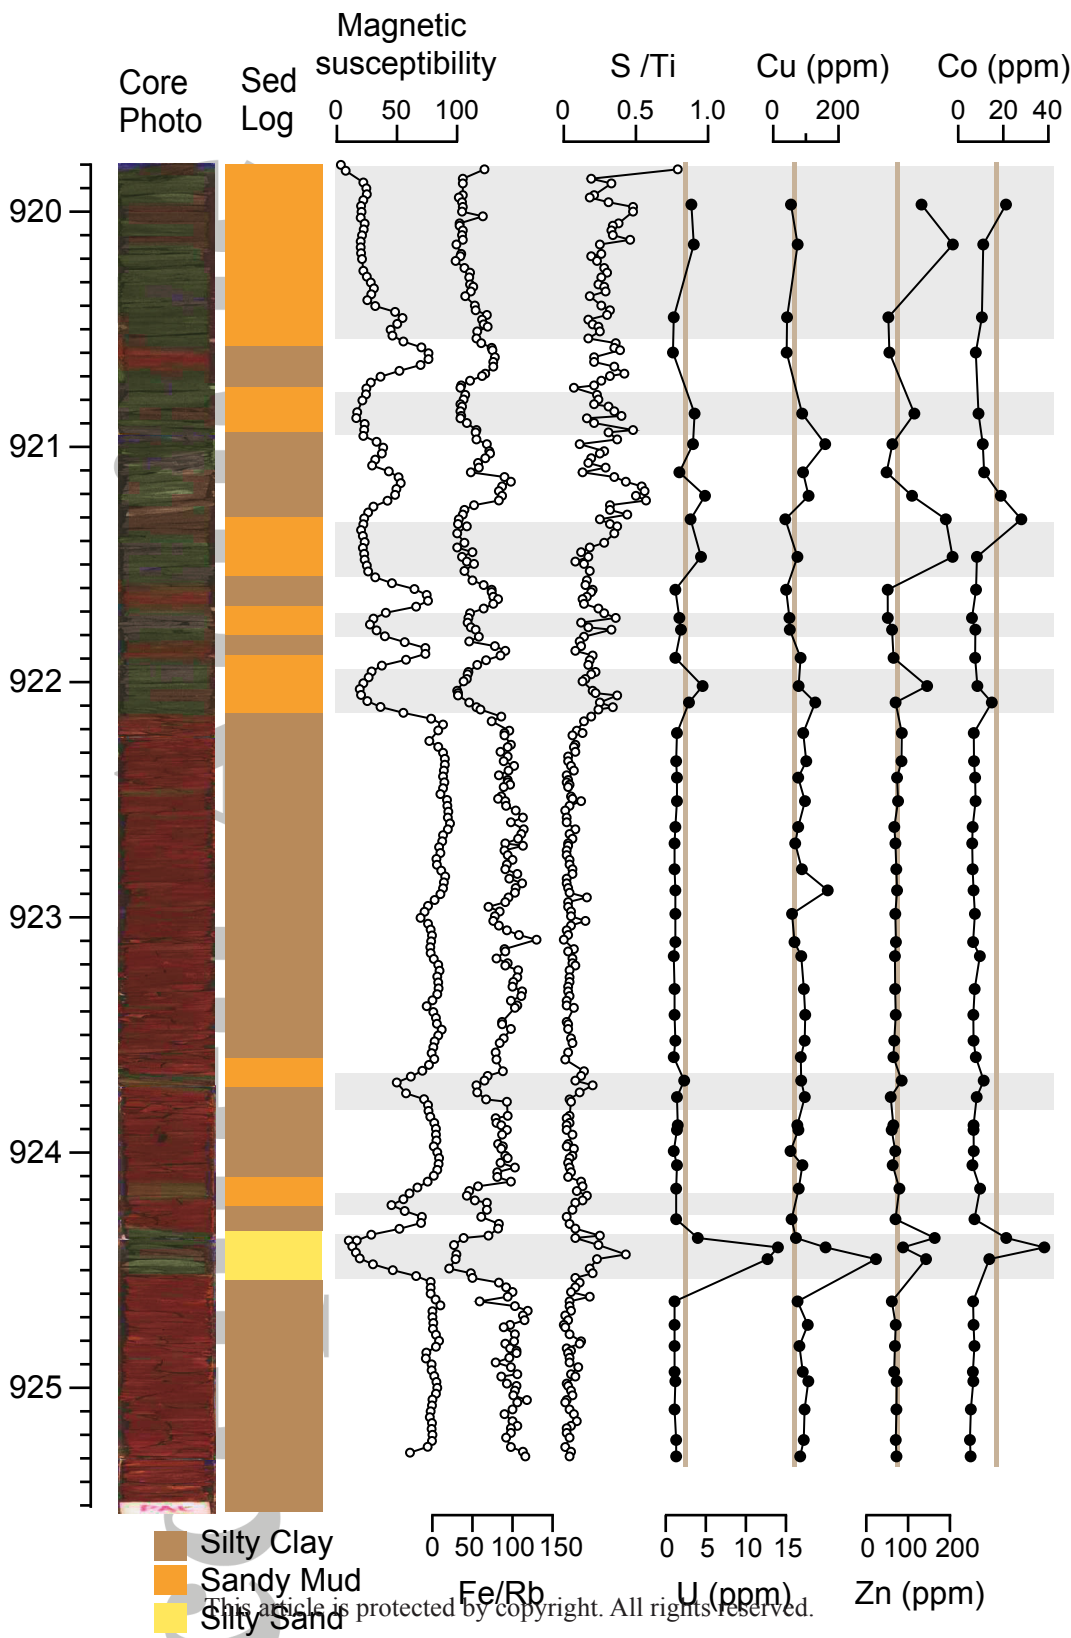 Magnetic
susceptibility
Core
Photo
Sed
Log
S /Ti
Cu (ppm)
Co (ppm)
0 50 100
0 0.5 1.0
0 200
0 20 40
920
921
922
923
924
925
PAL
Silty Clay
Sandy Mud
Silty Sand
0 50 100 150
Fe/Rb
0 5 10 15
U (ppm)
0 100 200
Zn (ppm)
This article is protected by copyright. All rights reserved.